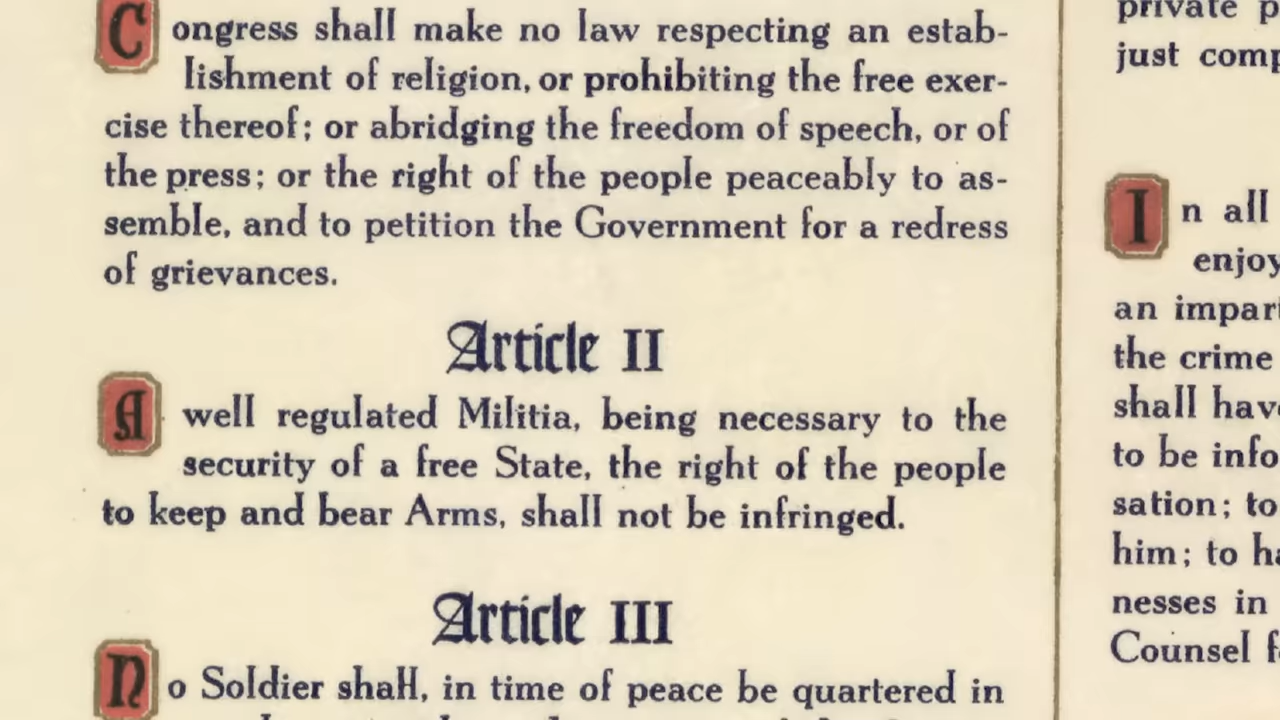 Congress shall make no law respecting an estab-
lishment of religion, or prohibiting the free exer-
cise thereof; or abridging the freedom of speech, or of
the press; or the right of the people peaceably to as-
semble, and to petition the Government for a redress
of grievances.
Article II
A well regulated Militia, being necessary to the
security of a free State, the right of the people
to keep and bear Arms, shall not be infringed.
Article III
No Soldier shall, in time of peace be quartered in
private
just
In all
enjoy
an
the crime
shall
to be
sation; to
him; to
nesses in
Counsel